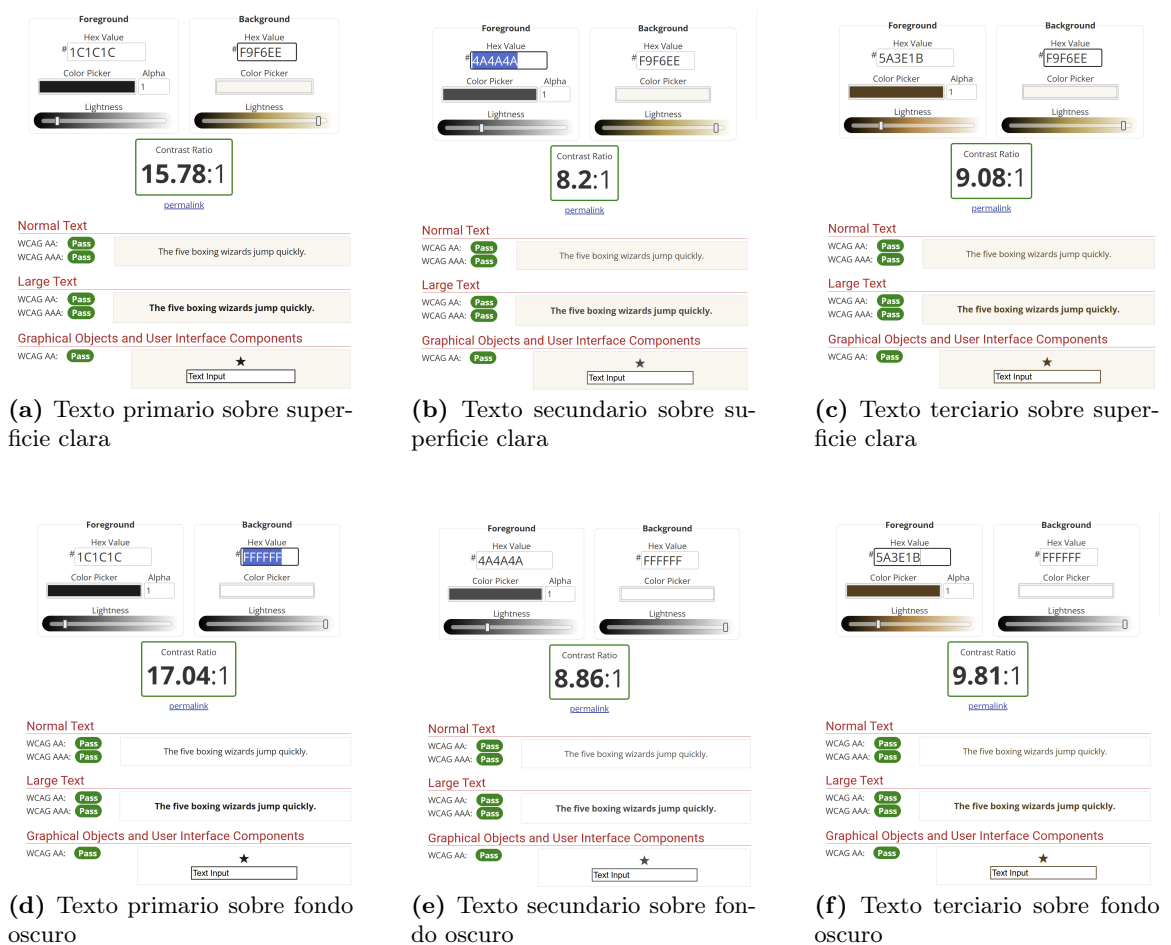 Foreground
Background
Hex Value
Hex Value
#1C1C1C
#F9F6EE
Color Picker
Alpha
Color Picker
1
Lightness
Lightness
Contrast Ratio
15.78:1
permalink
Normal Text
WCAG AA: Pass
WCAG AAA: Pass
The five boxing wizards jump quickly.
Large Text
WCAG AA: Pass
WCAG AAA: Pass
The five boxing wizards jump quickly.
Graphical Objects and User Interface Components
WCAG AA: Pass
★
Text Input
(a) Texto primario sobre super-
ficie clara
Foreground
Background
Hex Value
Hex Value
#4A4A4A
#F9F6EE
Color Picker
Alpha
Color Picker
1
Lightness
Lightness
Contrast Ratio
8.2:1
permalink
Normal Text
WCAG AA: Pass
WCAG AAA: Pass
The five boxing wizards jump quickly.
Large Text
WCAG AA: Pass
WCAG AAA: Pass
The five boxing wizards jump quickly.
Graphical Objects and User Interface Components
WCAG AA: Pass
★
Text Input
(b) Texto secundario sobre su-
perficie clara
Foreground
Background
Hex Value
Hex Value
#5A3E1B
#F9F6EE
Color Picker
Alpha
Color Picker
1
Lightness
Lightness
Contrast Ratio
9.08:1
permalink
Normal Text
WCAG AA: Pass
WCAG AAA: Pass
The five boxing wizards jump quickly.
Large Text
WCAG AA: Pass
WCAG AAA: Pass
The five boxing wizards jump quickly.
Graphical Objects and User Interface Components
WCAG AA: Pass
★
Text Input
(c) Texto terciario sobre super-
ficie clara
Foreground
Background
Hex Value
Hex Value
#1C1C1C
#FFFFFF
Color Picker
Alpha
Color Picker
1
Lightness
Lightness
Contrast Ratio
17.04:1
permalink
Normal Text
WCAG AA: Pass
WCAG AAA: Pass
The five boxing wizards jump quickly.
Large Text
WCAG AA: Pass
WCAG AAA: Pass
The five boxing wizards jump quickly.
Graphical Objects and User Interface Components
WCAG AA: Pass
★
Text Input
(d) Texto primario sobre fondo
oscuro
Foreground
Background
Hex Value
Hex Value
#4A4A4A
#FFFFFF
Color Picker
Alpha
Color Picker
1
Lightness
Lightness
Contrast Ratio
8.86:1
permalink
Normal Text
WCAG AA: Pass
WCAG AAA: Pass
The five boxing wizards jump quickly.
Large Text
WCAG AA: Pass
WCAG AAA: Pass
The five boxing wizards jump quickly.
Graphical Objects and User Interface Components
WCAG AA: Pass
★
Text Input
(e) Texto secundario sobre fon-
do oscuro
Foreground
Background
Hex Value
Hex Value
#5A3E1B
#FFFFFF
Color Picker
Alpha
Color Picker
1
Lightness
Lightness
Contrast Ratio
9.81:1
permalink
Normal Text
WCAG AA: Pass
WCAG AAA: Pass
The five boxing wizards jump quickly.
Large Text
WCAG AA: Pass
WCAG AAA: Pass
The five boxing wizards jump quickly.
Graphical Objects and User Interface Components
WCAG AA: Pass
★
Text Input
(f) Texto terciario sobre fondo
oscuro